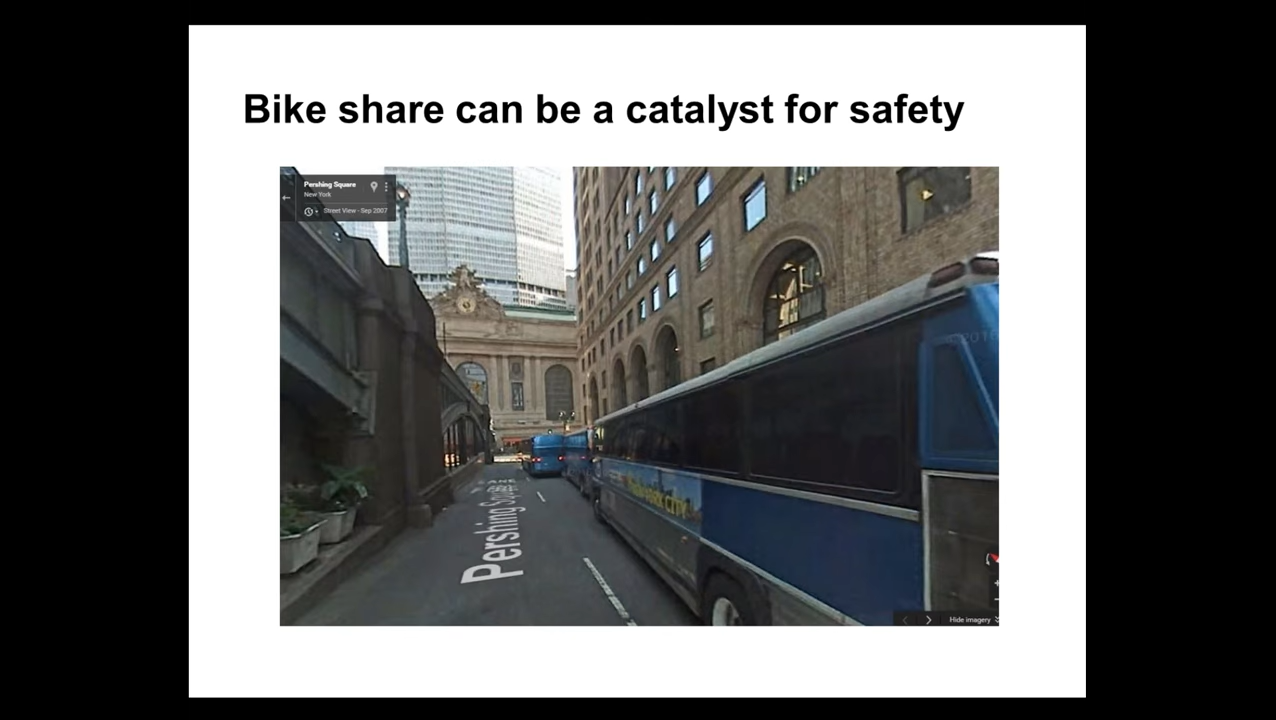 Bike share can be a catalyst for safety
Pershing Square
New York
Street View - Sep 2007
©2016
Pershing Square
NEW YORK CITY
Hide imagery